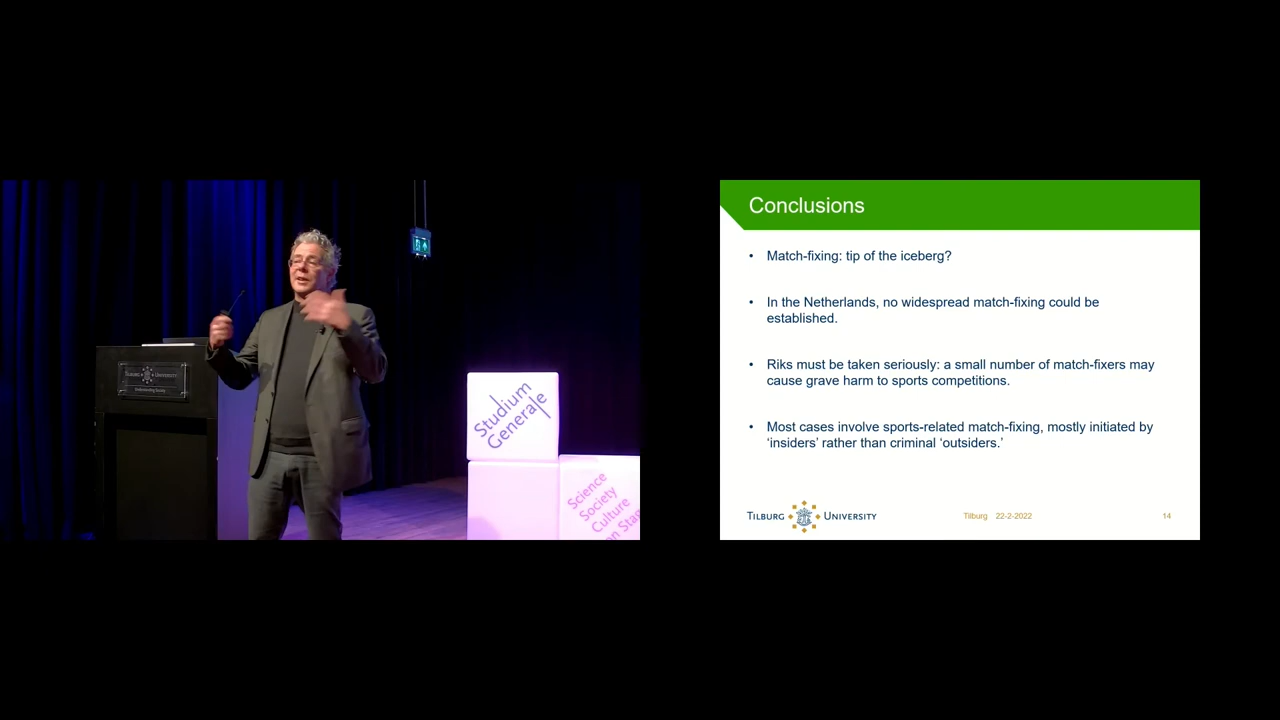 Studium
Generale
Science
Society
Culture
Conclusions
• Match-fixing: tip of the iceberg?
• In the Netherlands, no widespread match-fixing could be
established.
• Riks must be taken seriously: a small number of match-fixers may
cause grave harm to sports competitions.
• Most cases involve sports-related match-fixing, mostly initiated by
‘insiders’ rather than criminal ‘outsiders.’
TILBURG UNIVERSITY
Tilburg 22-2-2022
14